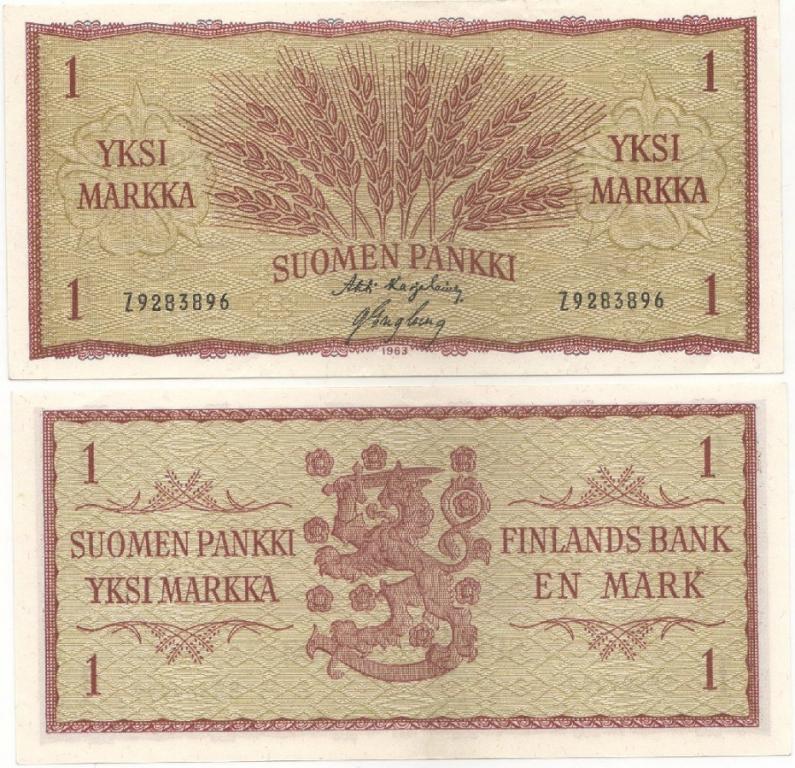 1
1
YKSI
MARKKA
YKSI
MARKKA
SUOMEN PANKKI
1
Z9283896
Z9283896
1
1963
1
1
SUOMEN PANKKI
YKSI MARKKA
FINLANDS BANK
EN MARK
1
1